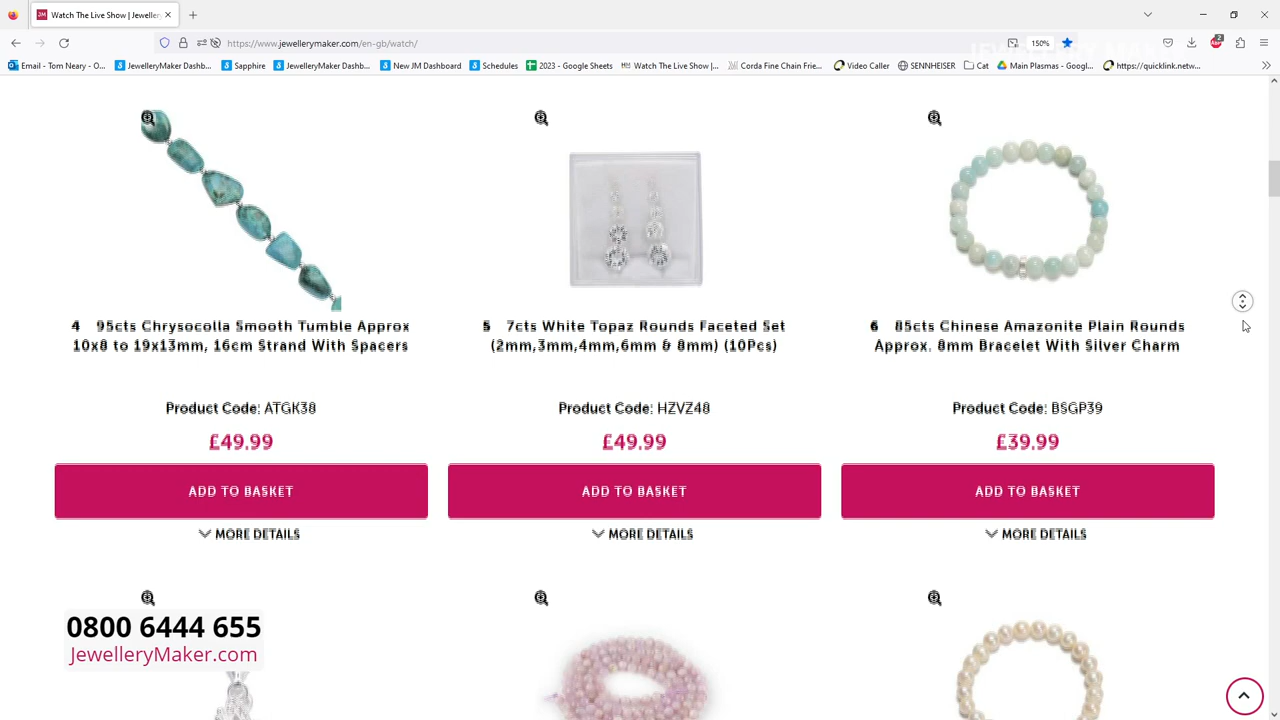 Watch The Live Show | Jeweller
https://www.jewellerymaker.com/en-gb/watch/
150%
2
Email - Tom Neary - O...
JewelleryMaker Dashb...
Sapphire
JewelleryMaker Dashb...
New JM Dashboard
Schedules
2023 - Google Sheets
Watch The Live Show |...
Corda Fine Chain Frie...
Video Caller
SENNHEISER
Cat
Main Plasmas - Googl...
https://quicklink.netw...
4 95cts Chrysocolla Smooth Tumble Approx
10x8 to 19x13mm, 16cm Strand With Spacers
Product Code: ATGK38
£49.99
ADD TO BASKET
MORE DETAILS
5 7cts White Topaz Rounds Faceted Set
(2mm,3mm,4mm,6mm & 8mm) (10Pcs)
Product Code: HZVZ48
£49.99
ADD TO BASKET
MORE DETAILS
6 85cts Chinese Amazonite Plain Rounds
Approx. 8mm Bracelet With Silver Charm
Product Code: BSGP39
£39.99
ADD TO BASKET
MORE DETAILS
0800 6444 655
JewelleryMaker.com